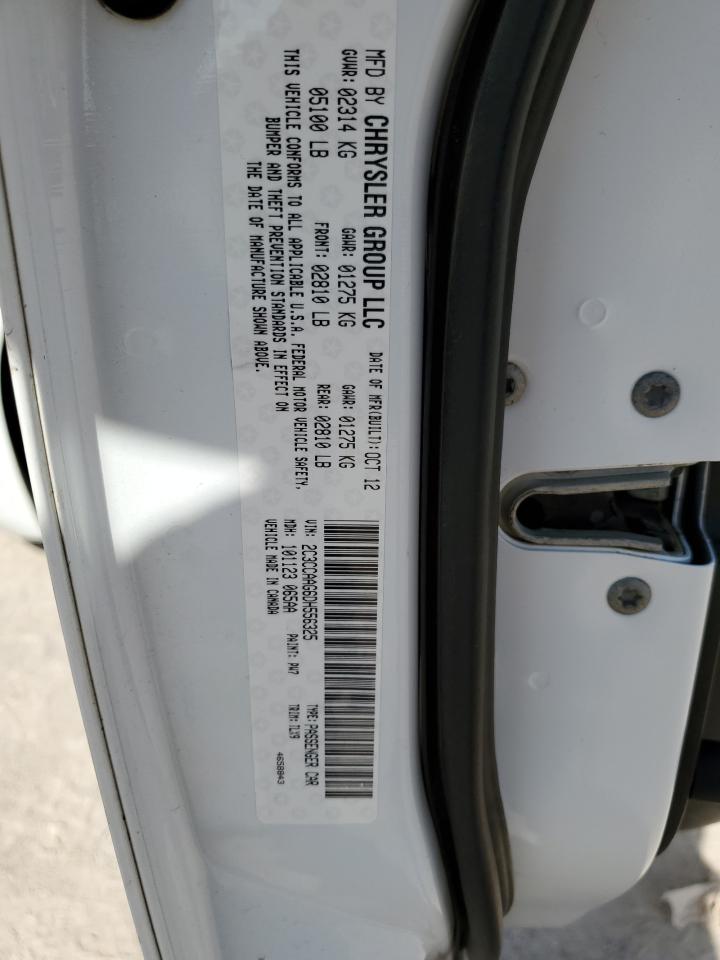 MFD BY CHRYSLER GROUP LLC DATE OF MFR(BUILT): OCT 12
GVWR: 02314 KG GAWR: 01275 KG GAWR: 01275 KG
05100 LB FRONT: 02810 LB REAR: 02810 LB
THIS VEHICLE CONFORMS TO ALL APPLICABLE U.S.A. FEDERAL MOTOR VEHICLE SAFETY,
BUMPER AND THEFT PREVENTION STANDARDS IN EFFECT ON
THE DATE OF MANUFACTURE SHOWN ABOVE.
VIN: 2C3CCAAG6DH556325 TYPE: PASSENGER CAR
MDH: 101123 065AA PAINT: PW7 TRIM: TLX9
VEHICLE MADE IN CANADA 4658843